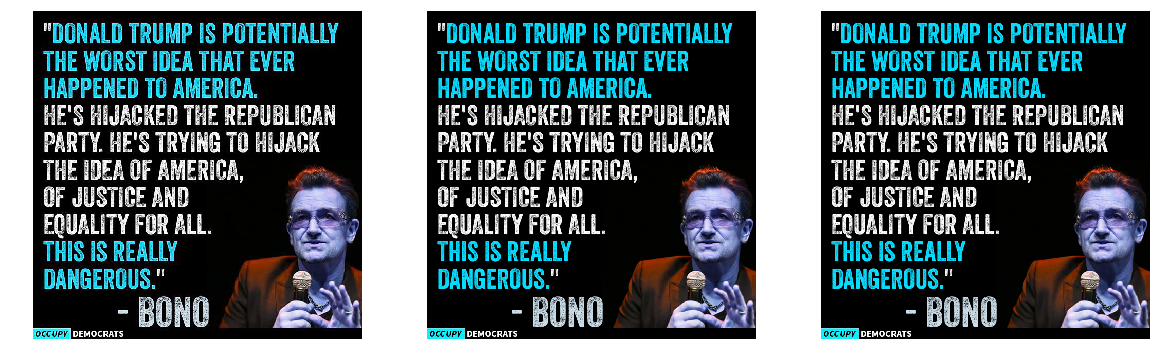 "DONALD TRUMP IS POTENTIALLY
THE WORST IDEA THAT EVER
HAPPENED TO AMERICA.
HE'S HIJACKED THE REPUBLICAN
PARTY. HE'S TRYING TO HIJACK
THE IDEA OF AMERICA,
OF JUSTICE AND
EQUALITY FOR ALL.
THIS IS REALLY
DANGEROUS."
- BONO
OCCUPY DEMOCRATS
"DONALD TRUMP IS POTENTIALLY
THE WORST IDEA THAT EVER
HAPPENED TO AMERICA.
HE'S HIJACKED THE REPUBLICAN
PARTY. HE'S TRYING TO HIJACK
THE IDEA OF AMERICA,
OF JUSTICE AND
EQUALITY FOR ALL.
THIS IS REALLY
DANGEROUS."
- BONO
OCCUPY DEMOCRATS
"DONALD TRUMP IS POTENTIALLY
THE WORST IDEA THAT EVER
HAPPENED TO AMERICA.
HE'S HIJACKED THE REPUBLICAN
PARTY. HE'S TRYING TO HIJACK
THE IDEA OF AMERICA,
OF JUSTICE AND
EQUALITY FOR ALL.
THIS IS REALLY
DANGEROUS."
- BONO
OCCUPY DEMOCRATS